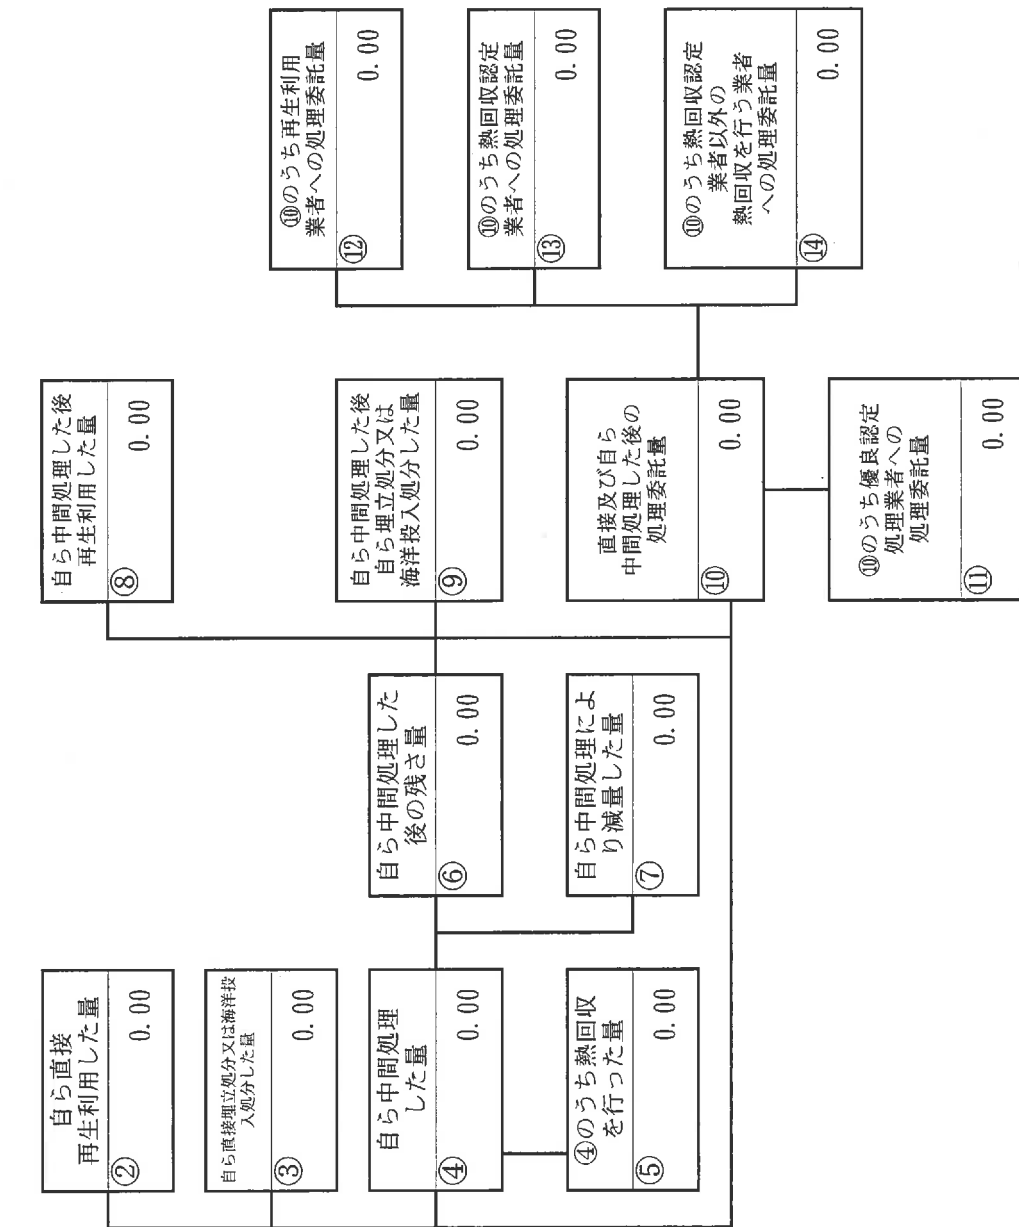 自ら直接
再生利用した量
②
0.00
自ら直接埋立処分又は海洋投
入処分した量
③
0.00
自ら中間処理
した量
④
0.00
④のうち熱回収
を行った量
⑤
0.00
自ら中間処理した
後の残さ量
⑥
0.00
自ら中間処理によ
り減量した量
⑦
0.00
自ら中間処理した後
再生利用した量
⑧
0.00
自ら中間処理した後
自ら埋立処分又は
海洋投入処分した量
⑨
0.00
直接及び自ら
中間処理した後の
処理委託量
⑩
0.00
⑩のうち優良認定
処理業者への
処理委託量
⑪
0.00
⑩のうち再生利用
業者への処理委託量
⑫
0.00
⑩のうち熱回収認定
業者への処理委託量
⑬
0.00
⑩のうち熱回収認定
業者以外の
熱回収を行う業者
への処理委託量
⑭
0.00